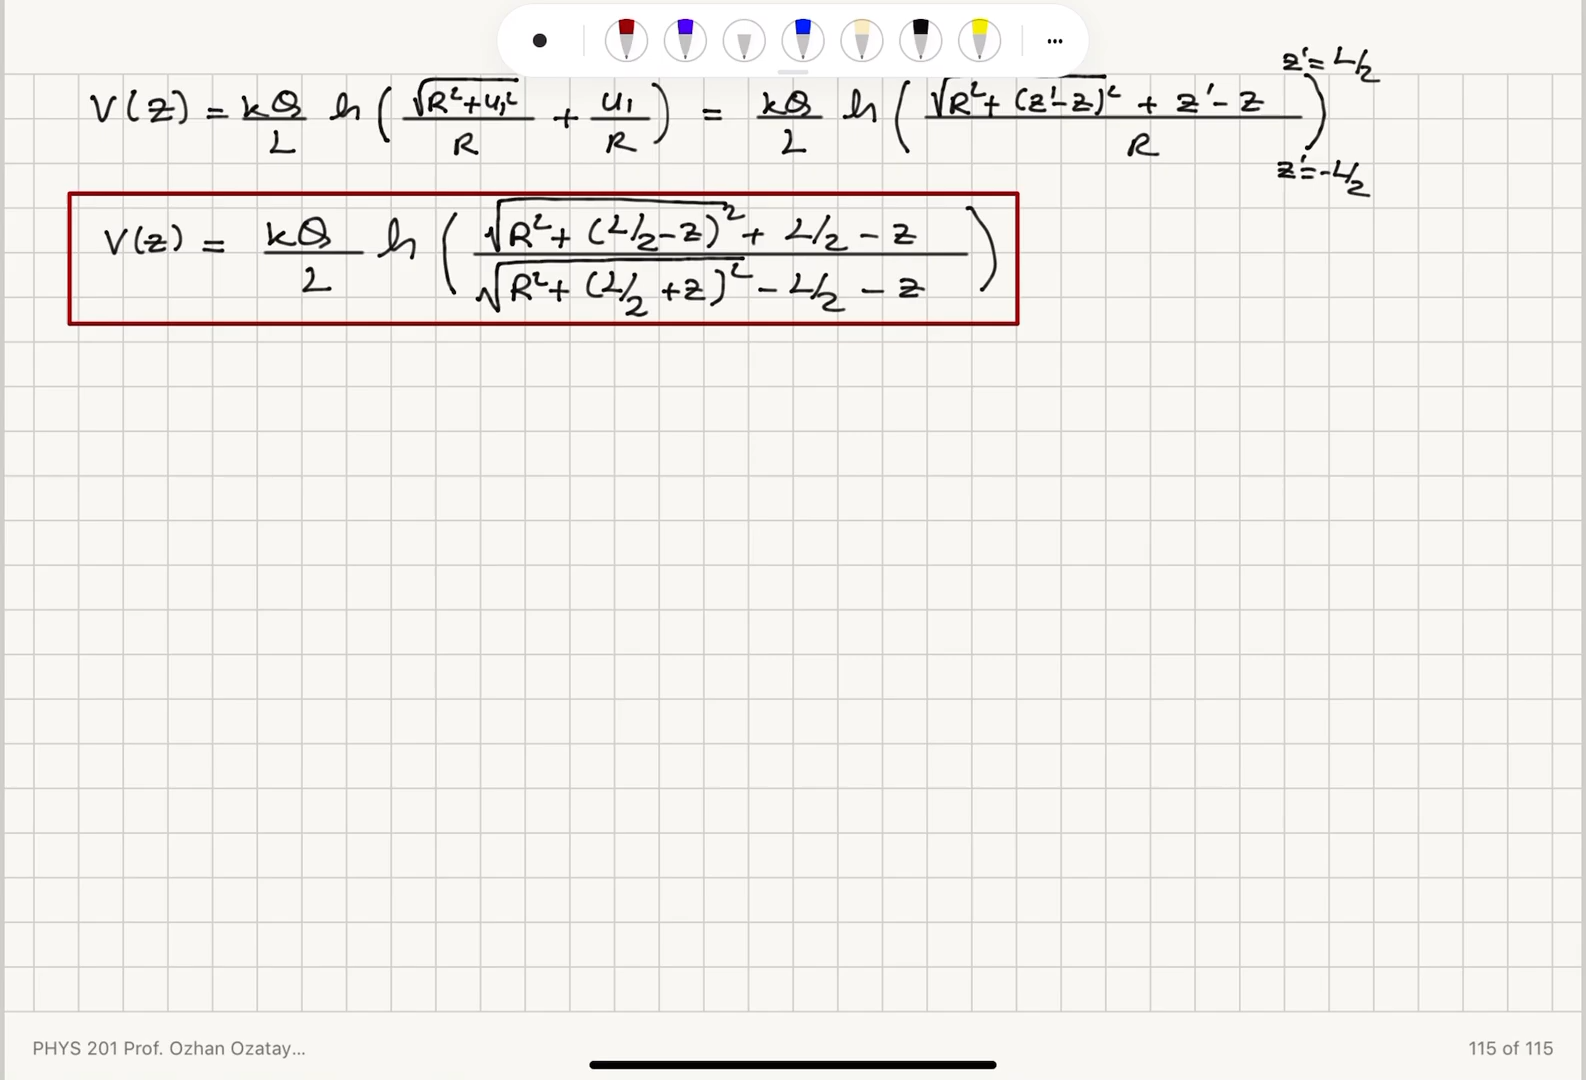 z' = L/2
V(z) = kQ/L ln( √(R²+u₁²)/R + u₁/R ) = kQ/L ln( (√(R²+(z'-z)²) + z'-z)/R )
z' = -L/2
V(z) = kQ/L ln( (√(R²+(L/2-z)²) + L/2 - z)/(√(R²+(L/2+z)²) - L/2 - z) )
PHYS 201 Prof. Ozhan Ozatay...
115 of 115